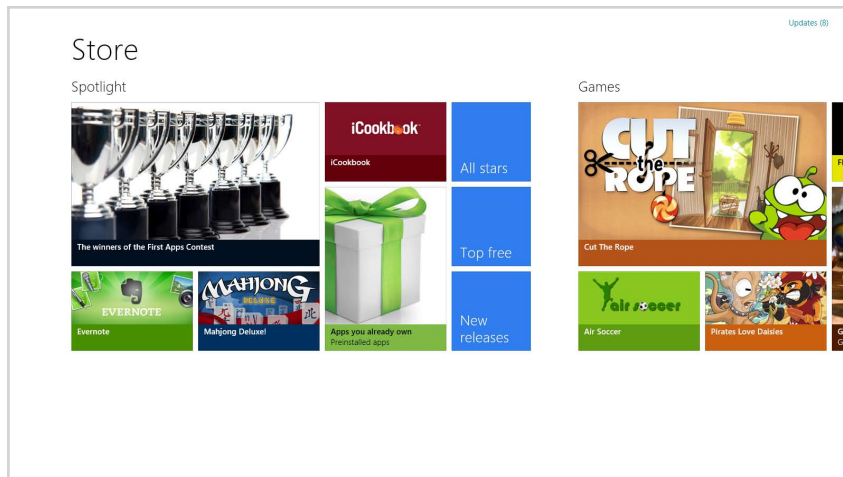 Updates (8)
Store
Spotlight
The winners of the First Apps Contest
iCookbook
iCookbook
All stars
Top free
New
releases
EVERNOTE
Evernote
MAHJONG
DELUXE
Mahjong Deluxe!
Apps you already own
Preinstalled apps
Games
CUT
the
ROPE
Cut The Rope
air soccer
Air Soccer
Pirates Love Daisies